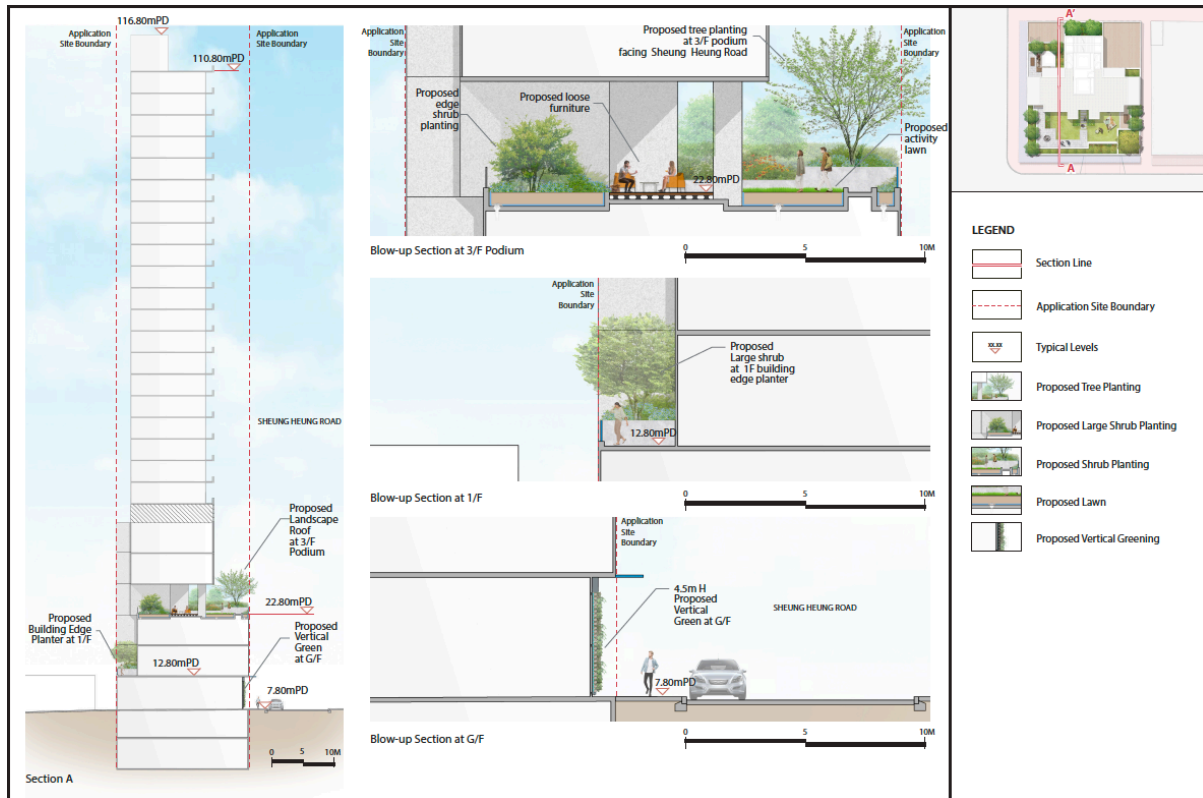 116.80mPD
Application
Site Boundary
Application
Site Boundary
110.80mPD
SHEUNG HEUNG ROAD
Proposed
Landscape
Roof
at 3/F
Podium
22.80mPD
Proposed
Building Edge
Planter at 1/F
Proposed
Vertical
Green
at G/F
12.80mPD
7.80mPD
0 5 10M
Section A
Application
Site
Boundary
Proposed tree planting
at 3/F podium
facing Sheung Heung Road
Application
Site
Boundary
Proposed
edge
shrub
planting
Proposed loose
furniture
Proposed
activity
lawn
22.80mPD
Blow-up Section at 3/F Podium
0 5 10M
Application
Site
Boundary
Proposed
Large shrub
at 1F building
edge planter
12.80mPD
Blow-up Section at 1/F
0 5 10M
Application
Site
Boundary
4.5m H
Proposed
Vertical
Green at G/F
SHEUNG HEUNG ROAD
7.80mPD
Blow-up Section at G/F
0 5 10M
A'
A
LEGEND
Section Line
Application Site Boundary
xx.xx
Typical Levels
Proposed Tree Planting
Proposed Large Shrub Planting
Proposed Shrub Planting
Proposed Lawn
Proposed Vertical Greening